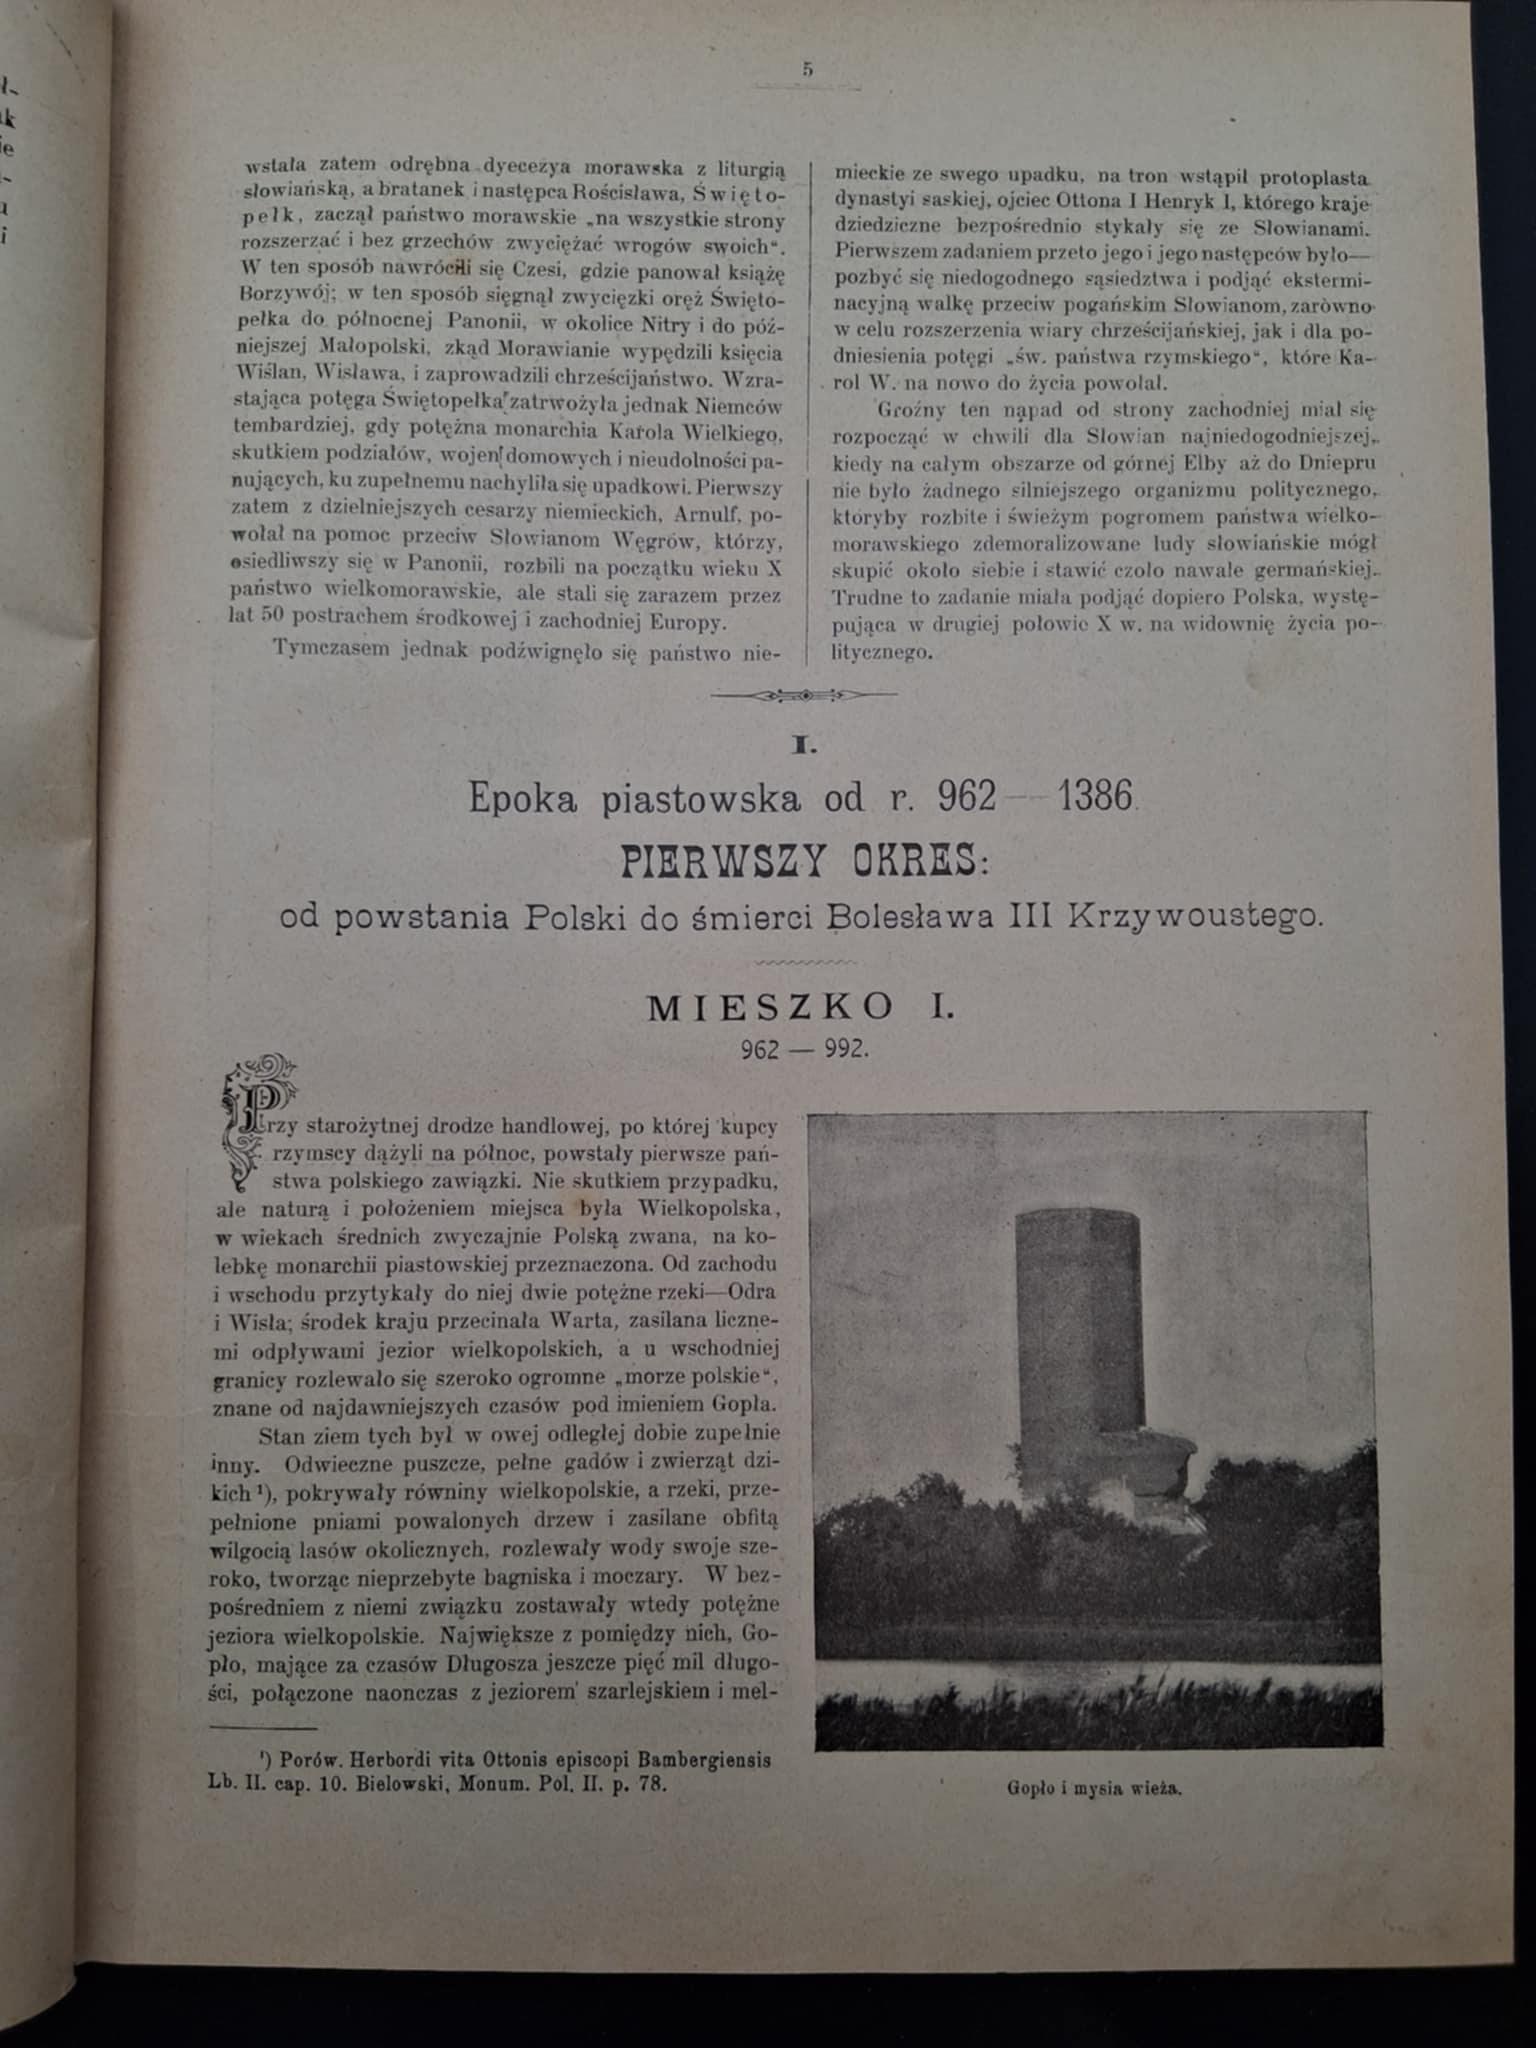 5
wstała zatem odrębna dyecezya morawska z liturgią
słowiańską, a bratanek i następca Rościsława, Święto-
pełk, zaczął państwo morawskie „na wszystkie strony
rozszerzać i bez grzechów zwyciężać wrogów swoich“.
W ten sposób nawrócili się Czesi, gdzie panował książę
Borzywój; w ten sposób sięgnął zwycięzki oręż Święto-
pełka do północnej Panonii, w okolice Nitry i do póź-
niejszej Małopolski, zkąd Morawianie wypędzili księcia
Wiślan, Wisława, i zaprowadzili chrześcijaństwo. Wzra-
stająca potęga Świętopełka zatrwożyła jednak Niemców
tembardziej, gdy potężna monarchia Karola Wielkiego,
skutkiem podziałów, wojen domowych i nieudolności pa-
nujących, ku zupełnemu nachyliła się upadkowi. Pierwszy
zatem z dzielniejszych cesarzy niemieckich, Arnulf, po-
wołał na pomoc przeciw Słowianom Węgrów, którzy,
osiedliwszy się w Panonii, rozbili na początku wieku X
państwo wielkomorawskie, ale stali się zarazem przez
lat 50 postrachem środkowej i zachodniej Europy.
Tymczasem jednak podźwignęło się państwo nie-
mieckie ze swego upadku, na tron wstąpił protoplasta
dynastyi saskiej, ojciec Ottona I Henryk I, którego kraje
dziedziczne bezpośrednio stykały się ze Słowianami.
Pierwszem zadaniem przeto jego i jego następców było—
pozbyć się niedogodnego sąsiedztwa i podjąć ekstermi-
nacyjną walkę przeciw pogańskim Słowianom, zarówno
w celu rozszerzenia wiary chrześcijańskiej, jak i dla po-
dniesienia potęgi „św. państwa rzymskiego“, które Ka-
rol W. na nowo do życia powołał.
Groźny ten napad od strony zachodniej miał się
rozpocząć w chwili dla Słowian najniedogodniejszej,
kiedy na całym obszarze od górnej Elby aż do Dniepru
nie było żadnego silniejszego organizmu politycznego,
któryby rozbite i świeżym pogromem państwa wielko-
morawskiego zdemoralizowane ludy słowiańskie mógł
skupić około siebie i stawić czoło nawale germańskiej.
Trudne to zadanie miała podjąć dopiero Polska, wystę-
pująca w drugiej połowie X w. na widownię życia po-
litycznego.
I.
Epoka piastowska od r. 962 — 1386.
PIERWSZY OKRES:
od powstania Polski do śmierci Bolesława III Krzywoustego.
MIESZKO I.
962 — 992.
Przy starożytnej drodze handlowej, po której kupcy
rzymscy dążyli na północ, powstały pierwsze pań-
stwa polskiego zawiązki. Nie skutkiem przypadku,
ale naturą i położeniem miejsca była Wielkopolska,
w wiekach średnich zwyczajnie Polską zwana, na ko-
lebkę monarchii piastowskiej przeznaczona. Od zachodu
i wschodu przytykały do niej dwie potężne rzeki—Odra
i Wisła; środek kraju przecinała Warta, zasilana liczne-
mi odpływami jezior wielkopolskich, a u wschodniej
granicy rozlewało się szeroko ogromne „morze polskie“,
znane od najdawniejszych czasów pod imieniem Gopła.
Stan ziem tych był w owej odległej dobie zupełnie
inny. Odwieczne puszcze, pełne gadów i zwierząt dzi-
kich ¹), pokrywały równiny wielkopolskie, a rzeki, prze-
pełnione pniami powalonych drzew i zasilane obfitą
wilgocią lasów okolicznych, rozlewały wody swoje sze-
roko, tworząc nieprzebyte bagniska i moczary. W bez-
pośredniem z niemi związku zostawały wtedy potężne
jeziora wielkopolskie. Największe z pomiędzy nich, Go-
pło, mające za czasów Długosza jeszcze pięć mil długo-
ści, połączone naonczas z jeziorem szarlejskiem i mel-
¹) Porów. Herbordi vita Ottonis episcopi Bambergiensis
Lb. II. cap. 10. Bielowski, Monum. Pol. II. p. 78.
Gopło i mysia wieża.